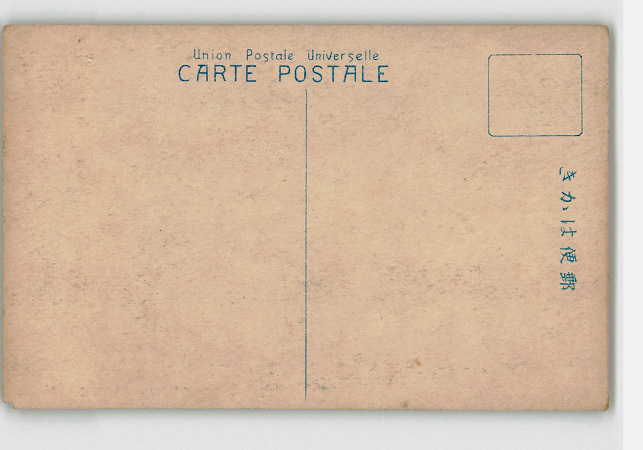 Union Postale Universelle
CARTE POSTALE
郵便はがき